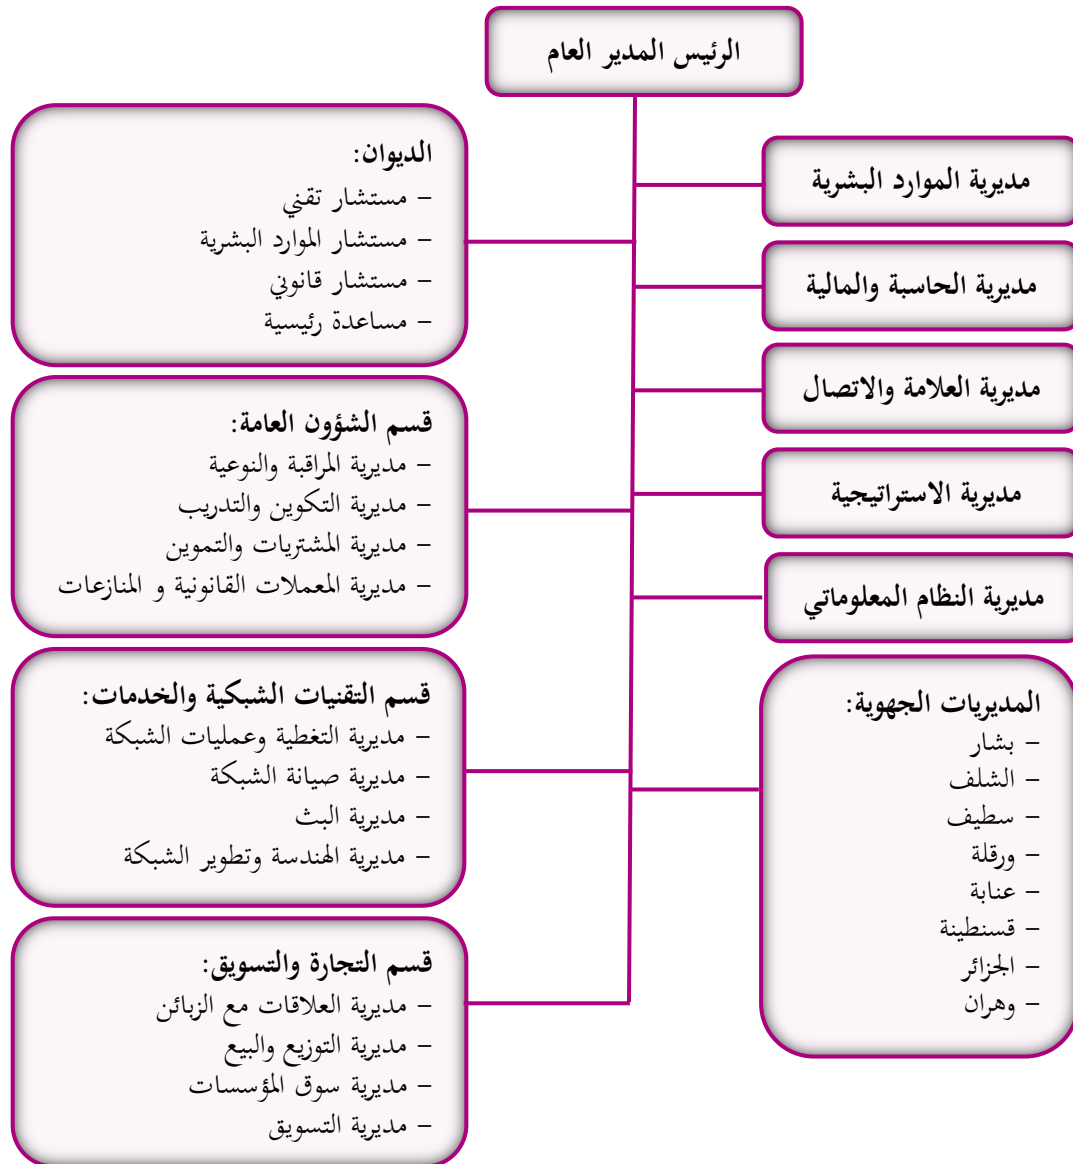 الرئيس المدير العام
مديرية الموارد البشرية
مديرية الحاسبة والمالية
مديرية العلامة والاتصال
مديرية الاستراتيجية
مديرية النظام المعلوماتي
المديريات الجهوية:
– بشار
– الشلف
– سطيف
– ورقلة
– عنابة
– قسنطينة
– الجزائر
– وهران
الديوان:
– مستشار تقني
– مستشار الموارد البشرية
– مستشار قانوني
– مساعدة رئيسية
قسم الشؤون العامة:
– مديرية المراقبة والنوعية
– مديرية التكوين والتدريب
– مديرية المشتريات والتموين
– مديرية المعملات القانونية و المنازعات
قسم التقنيات الشبكية والخدمات:
– مديرية التغطية وعمليات الشبكة
– مديرية صيانة الشبكة
– مديرية البث
– مديرية الهندسة وتطوير الشبكة
قسم التجارة والتسويق:
– مديرية العلاقات مع الزبائن
– مديرية التوزيع والبيع
– مديرية سوق المؤسسات
– مديرية التسويق